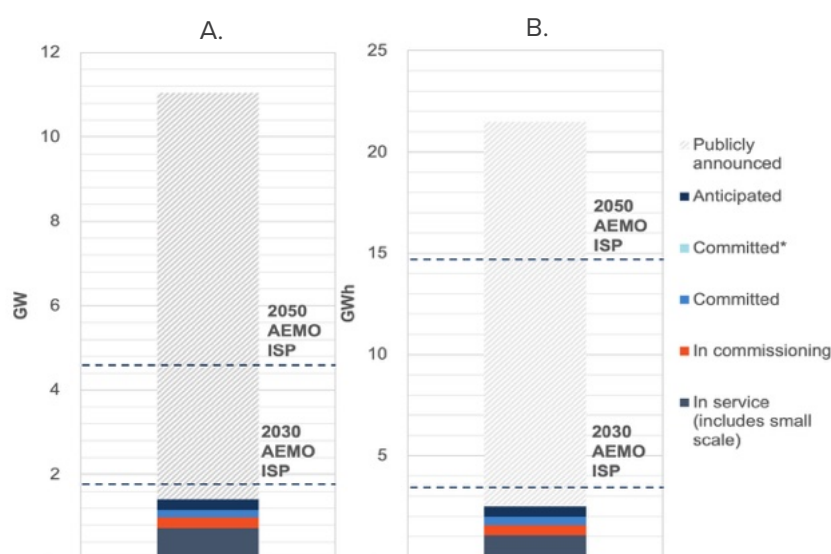 A.
12
10
8
6
4
2
GW
2050
AEMO
ISP
2030
AEMO
ISP
B.
25
20
15
10
5
GWh
2050
AEMO
ISP
2030
AEMO
ISP
Publicly
announced
Anticipated
Committed*
Committed
In commissioning
In service
(includes small
scale)